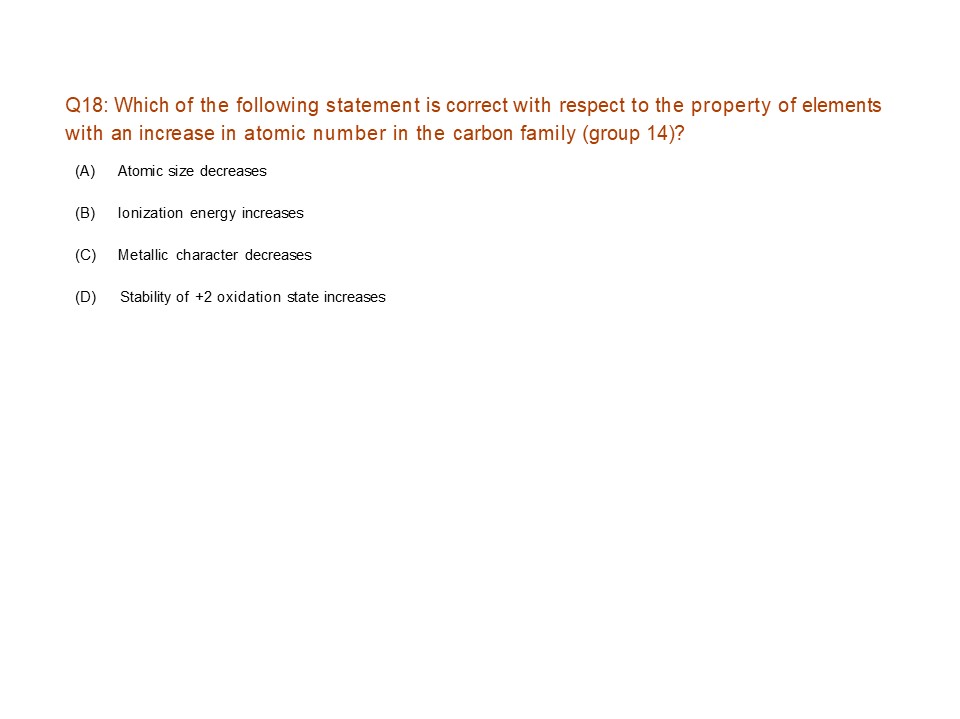 Q18: Which of the following statement is correct with respect to the property of elements
with an increase in atomic number in the carbon family (group 14)?
(A) Atomic size decreases
(B) Ionization energy increases
(C) Metallic character decreases
(D) Stability of +2 oxidation state increases